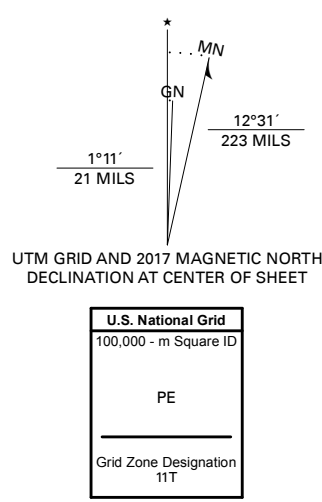 ★
MN
GN
12°31´
223 MILS
1°11´
21 MILS
UTM GRID AND 2017 MAGNETIC NORTH
DECLINATION AT CENTER OF SHEET
U.S. National Grid
100,000 - m Square ID
PE
Grid Zone Designation
11T